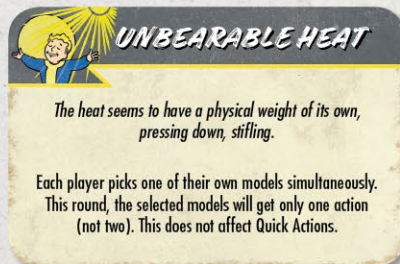 UNBEARABLE HEAT
The heat seems to have a physical weight of its own,
pressing down, stifling.
Each player picks one of their own models simultaneously.
This round, the selected models will get only one action
(not two). This does not affect Quick Actions.